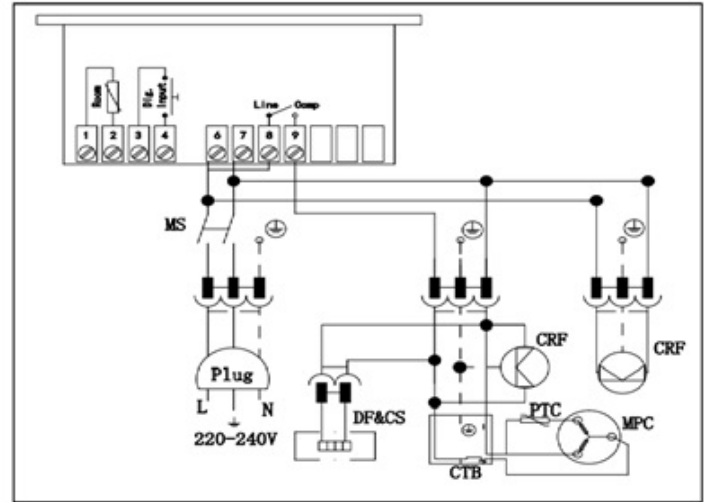 Room
Dig. Input
Line Comp
1 2 3 4 6 7 8 9
MS
CRF
CRF
Plug
L N
220-240V
DF&CS
PTC
MPC
CTB